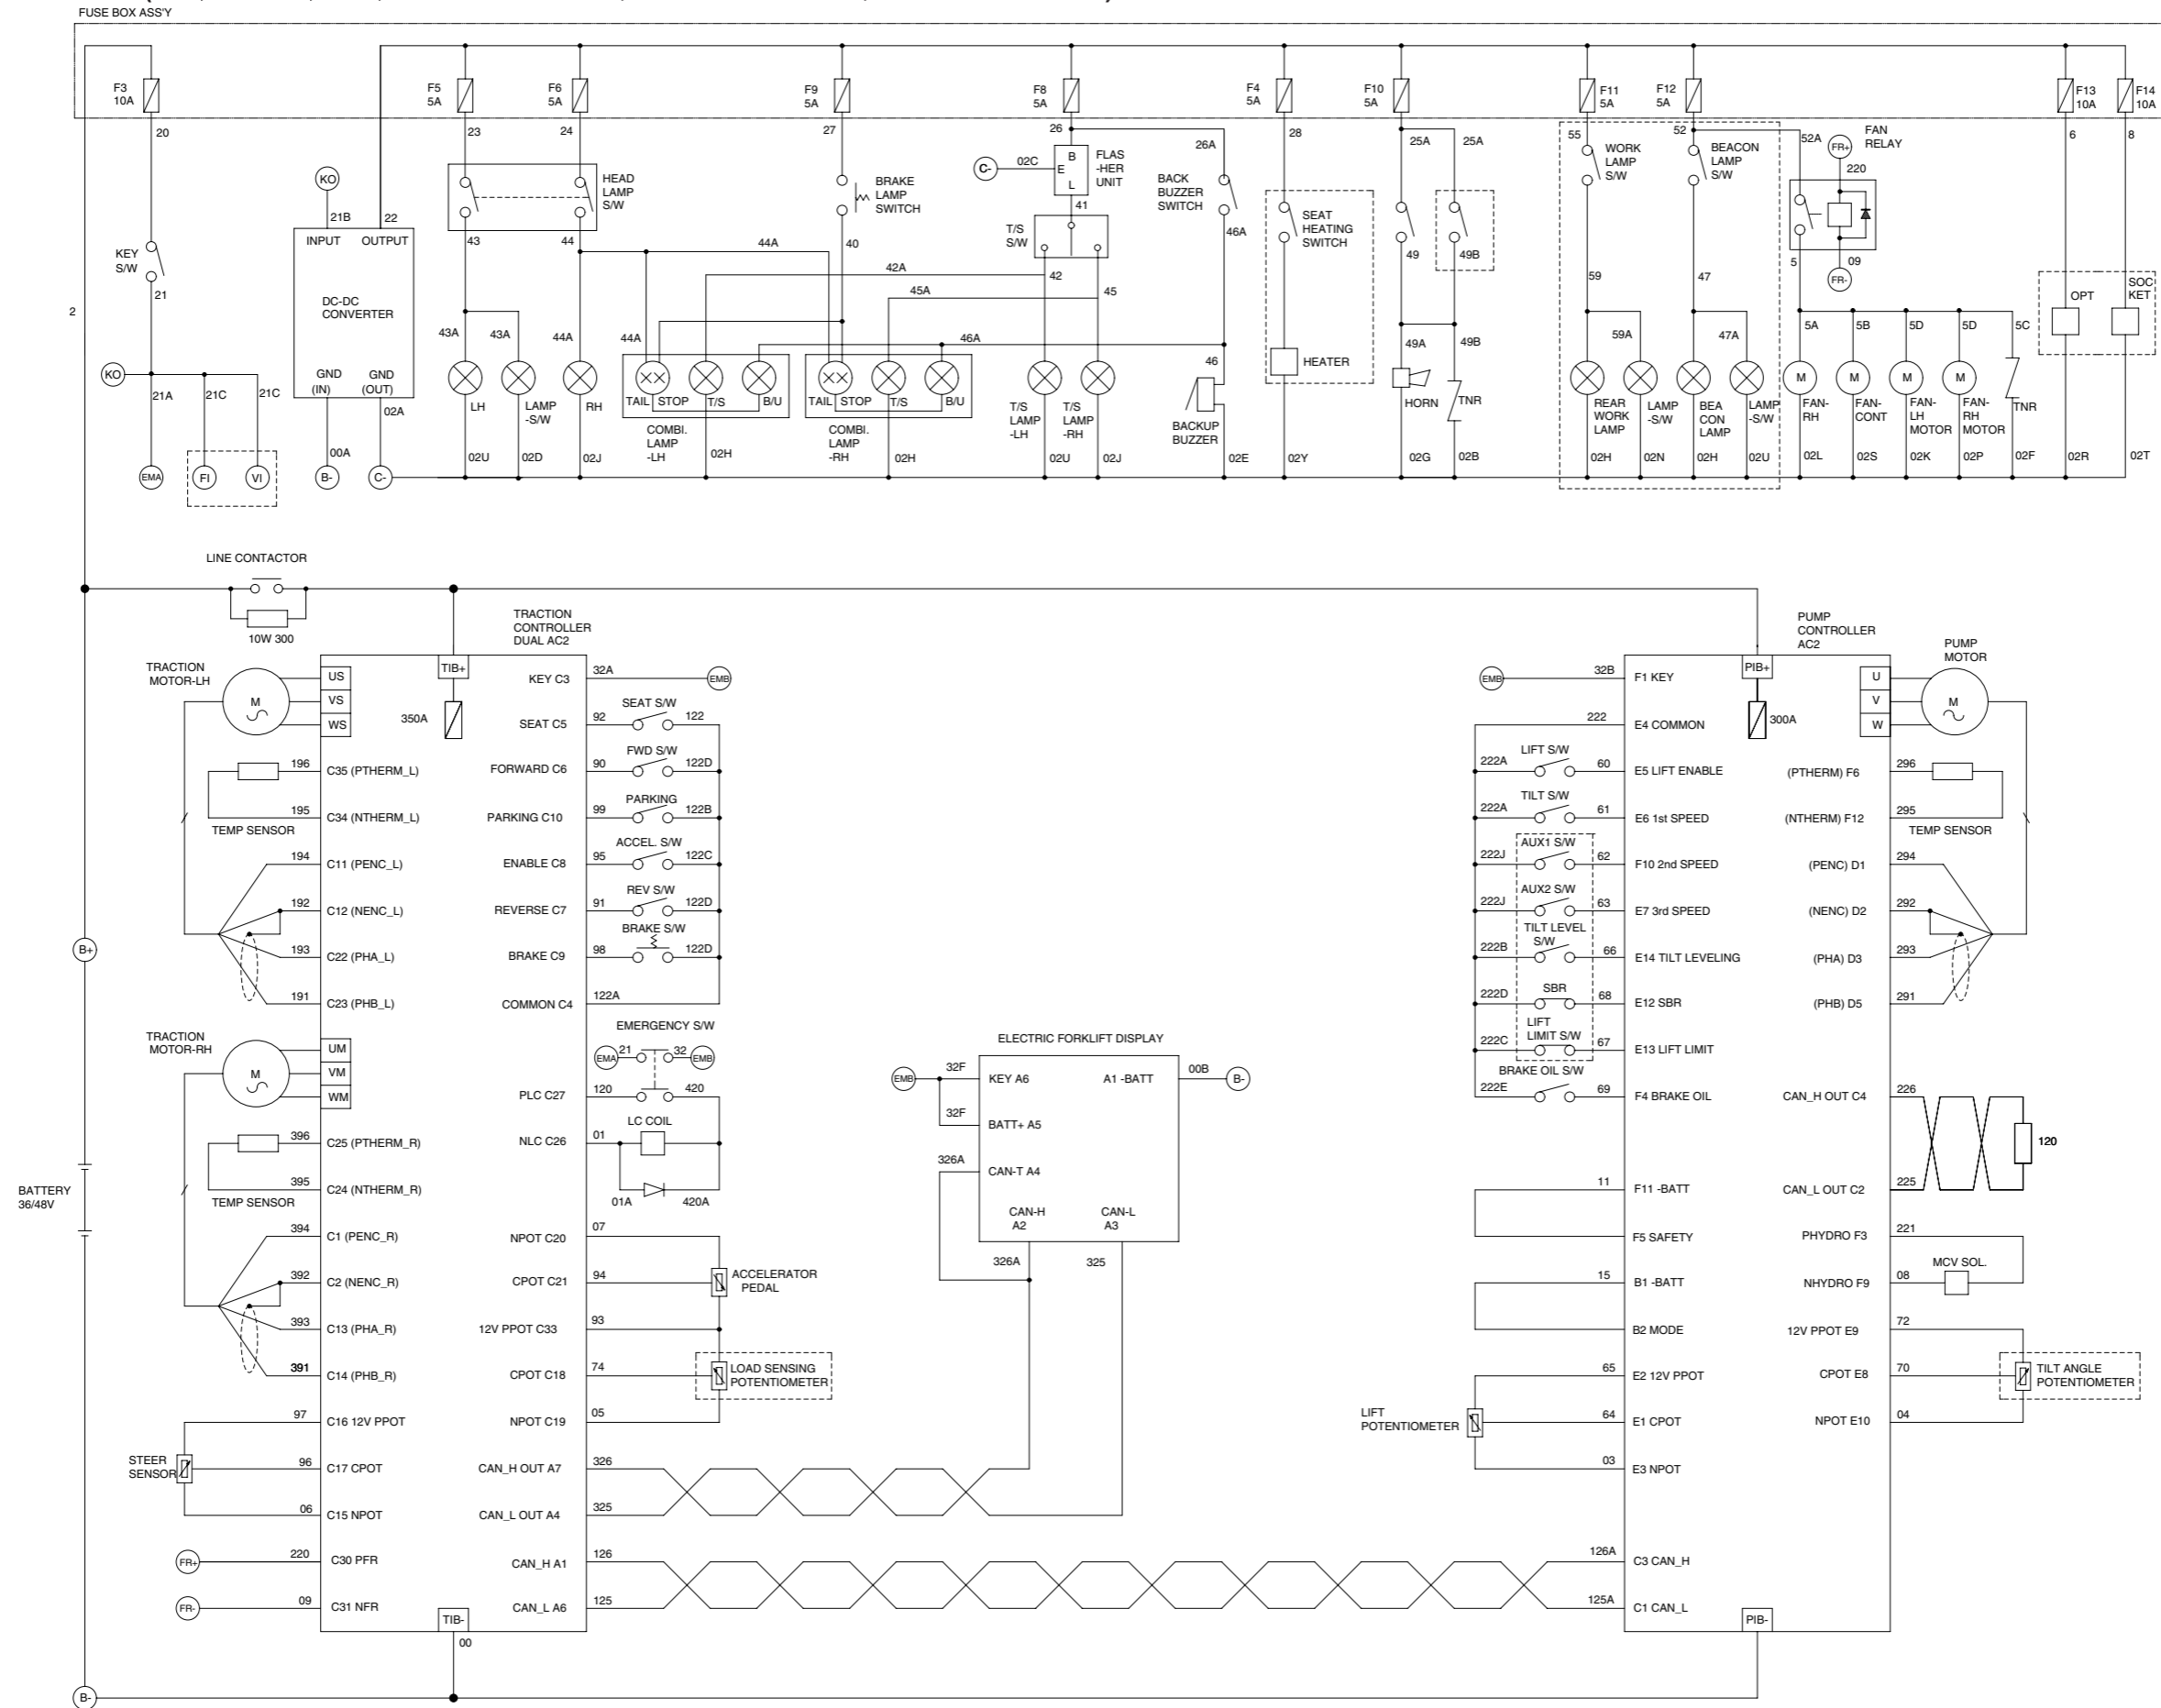 FUSE BOX ASS'Y
F3
10A
F5
5A
F6
5A
F9
5A
F8
5A
F4
5A
F10
5A
F11
5A
F12
5A
F13
10A
F14
10A
20
23
24
27
26
28
25A
25A
55
52
52A
6
8
26A
KO
21B
22
INPUT
OUTPUT
DC-DC
CONVERTER
GND
(IN)
GND
(OUT)
02A
00A
KEY
S/W
21
2
KO
21A
21C
21C
EMA
FI
VI
B-
C-
HEAD
LAMP
S/W
43
44
44A
43A
43A
44A
44A
LH
LAMP
-S/W
RH
02U
02D
02J
BRAKE
LAMP
SWITCH
40
42A
45A
46A
TAIL
STOP
T/S
B/U
COMBI.
LAMP
-LH
02H
TAIL
STOP
T/S
B/U
COMBI.
LAMP
-RH
02H
C-
02C
B
E
L
FLAS
-HER
UNIT
41
T/S
S/W
42
45
T/S
LAMP
-LH
T/S
LAMP
-RH
02U
02J
BACK
BUZZER
SWITCH
46A
46
BACKUP
BUZZER
02E
SEAT
HEATING
SWITCH
HEATER
02Y
49
49B
49A
49B
HORN
TNR
02G
02B
WORK
LAMP
S/W
BEACON
LAMP
S/W
59
47
59A
47A
REAR
WORK
LAMP
LAMP
-S/W
BEA
CON
LAMP
LAMP
-S/W
02H
02N
02H
02U
FR+
FAN
RELAY
220
5
09
FR-
5A
5B
5D
5D
5C
M
M
M
M
FAN-
RH
FAN-
CONT
FAN-
LH
MOTOR
FAN-
RH
MOTOR
TNR
02L
02S
02K
02P
02F
OPT
SOC
KET
02R
02T
LINE CONTACTOR
10W 300
TRACTION
CONTROLLER
DUAL AC2
TIB+
350A
TRACTION
MOTOR-LH
M
US
VS
WS
196
C35 (PTHERM_L)
195
C34 (NTHERM_L)
TEMP SENSOR
194
C11 (PENC_L)
192
C12 (NENC_L)
193
C22 (PHA_L)
191
C23 (PHB_L)
TRACTION
MOTOR-RH
M
UM
VM
WM
396
C25 (PTHERM_R)
395
C24 (NTHERM_R)
TEMP SENSOR
394
C1 (PENC_R)
392
C2 (NENC_R)
393
C13 (PHA_R)
391
C14 (PHB_R)
97
C16 12V PPOT
STEER
SENSOR
96
C17 CPOT
06
C15 NPOT
FR+
220
C30 PFR
FR-
09
C31 NFR
TIB-
00
B+
BATTERY
36/48V
B-
KEY C3
32A
EMB
SEAT C5
92
SEAT S/W
122
FORWARD C6
90
FWD S/W
122D
PARKING C10
99
PARKING
122B
ENABLE C8
95
ACCEL. S/W
122C
REVERSE C7
91
REV S/W
122D
BRAKE C9
98
BRAKE S/W
122D
COMMON C4
122A
EMERGENCY S/W
EMA
21
32
EMB
PLC C27
120
420
LC COIL
NLC C26
01
01A
420A
NPOT C20
07
CPOT C21
94
ACCELERATOR
PEDAL
12V PPOT C33
93
CPOT C18
74
LOAD SENSING
POTENTIOMETER
NPOT C19
05
CAN_H OUT A7
326
CAN_L OUT A4
325
CAN_H A1
126
CAN_L A6
125
ELECTRIC FORKLIFT DISPLAY
EMB
32F
KEY A6
A1 -BATT
00B
B-
32F
BATT+ A5
326A
CAN-T A4
CAN-H
A2
CAN-L
A3
326A
325
PUMP
CONTROLLER
AC2
PIB+
300A
EMB
32B
F1 KEY
222
E4 COMMON
LIFT S/W
222A
60
E5 LIFT ENABLE
TILT S/W
222A
61
E6 1st SPEED
AUX1 S/W
222J
62
F10 2nd SPEED
AUX2 S/W
222J
63
E7 3rd SPEED
TILT LEVEL
S/W
222B
66
E14 TILT LEVELING
SBR
222D
68
E12 SBR
LIFT
LIMIT S/W
222C
67
E13 LIFT LIMIT
BRAKE OIL S/W
222E
69
F4 BRAKE OIL
11
F11 -BATT
F5 SAFETY
15
B1 -BATT
B2 MODE
65
E2 12V PPOT
LIFT
POTENTIOMETER
64
E1 CPOT
03
E3 NPOT
126A
C3 CAN_H
125A
C1 CAN_L
PIB-
PUMP
MOTOR
M
U
V
W
(PTHERM) F6
296
(NTHERM) F12
295
TEMP SENSOR
(PENC) D1
294
(NENC) D2
292
(PHA) D3
293
(PHB) D5
291
CAN_H OUT C4
226
120
CAN_L OUT C2
225
PHYDRO F3
221
MCV SOL.
NHYDRO F9
08
12V PPOT E9
72
CPOT E8
70
TILT ANGLE
POTENTIOMETER
NPOT E10
04